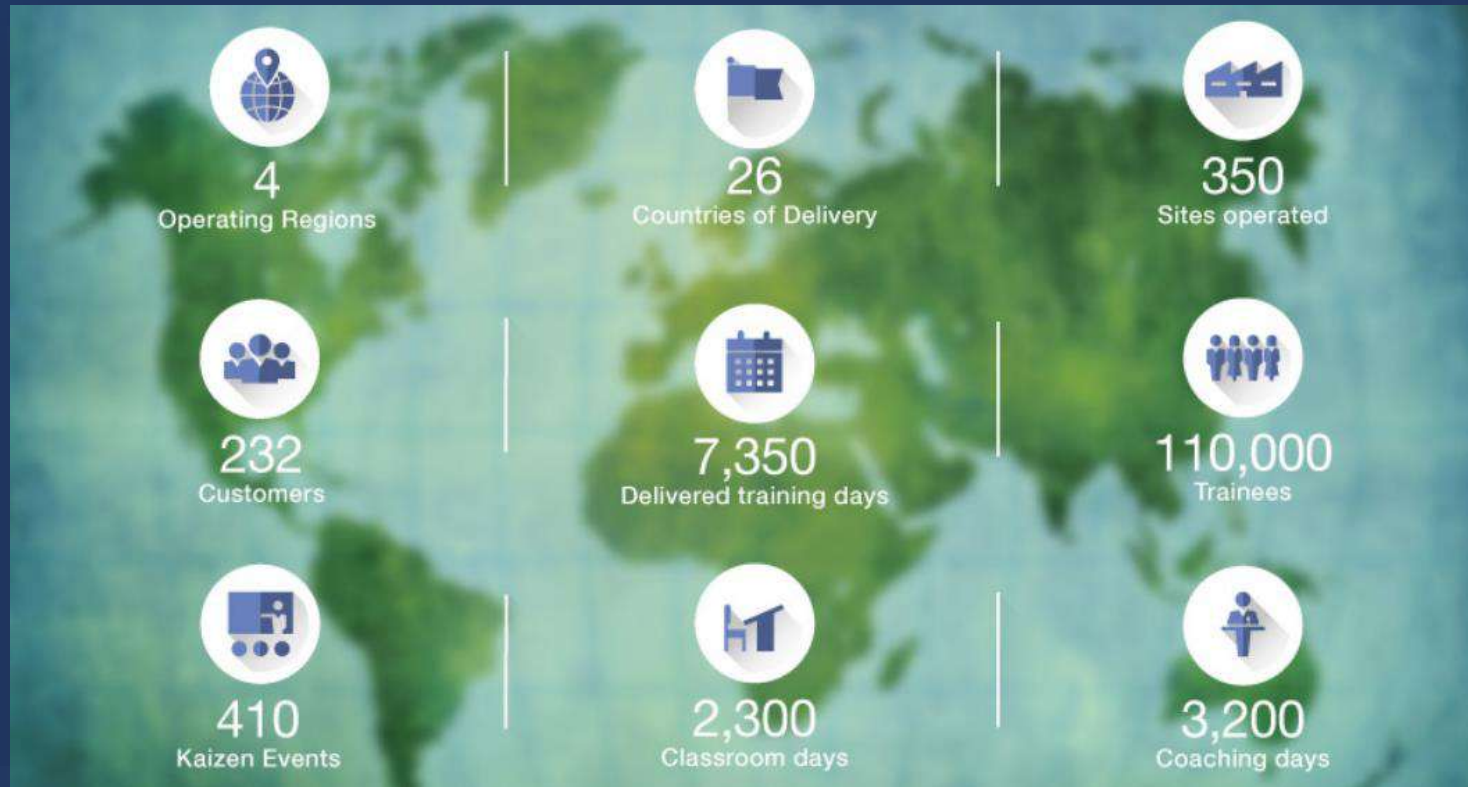 4
Operating Regions
26
Countries of Delivery
350
Sites operated
232
Customers
7,350
Delivered training days
110,000
Trainees
410
Kaizen Events
2,300
Classroom days
3,200
Coaching days